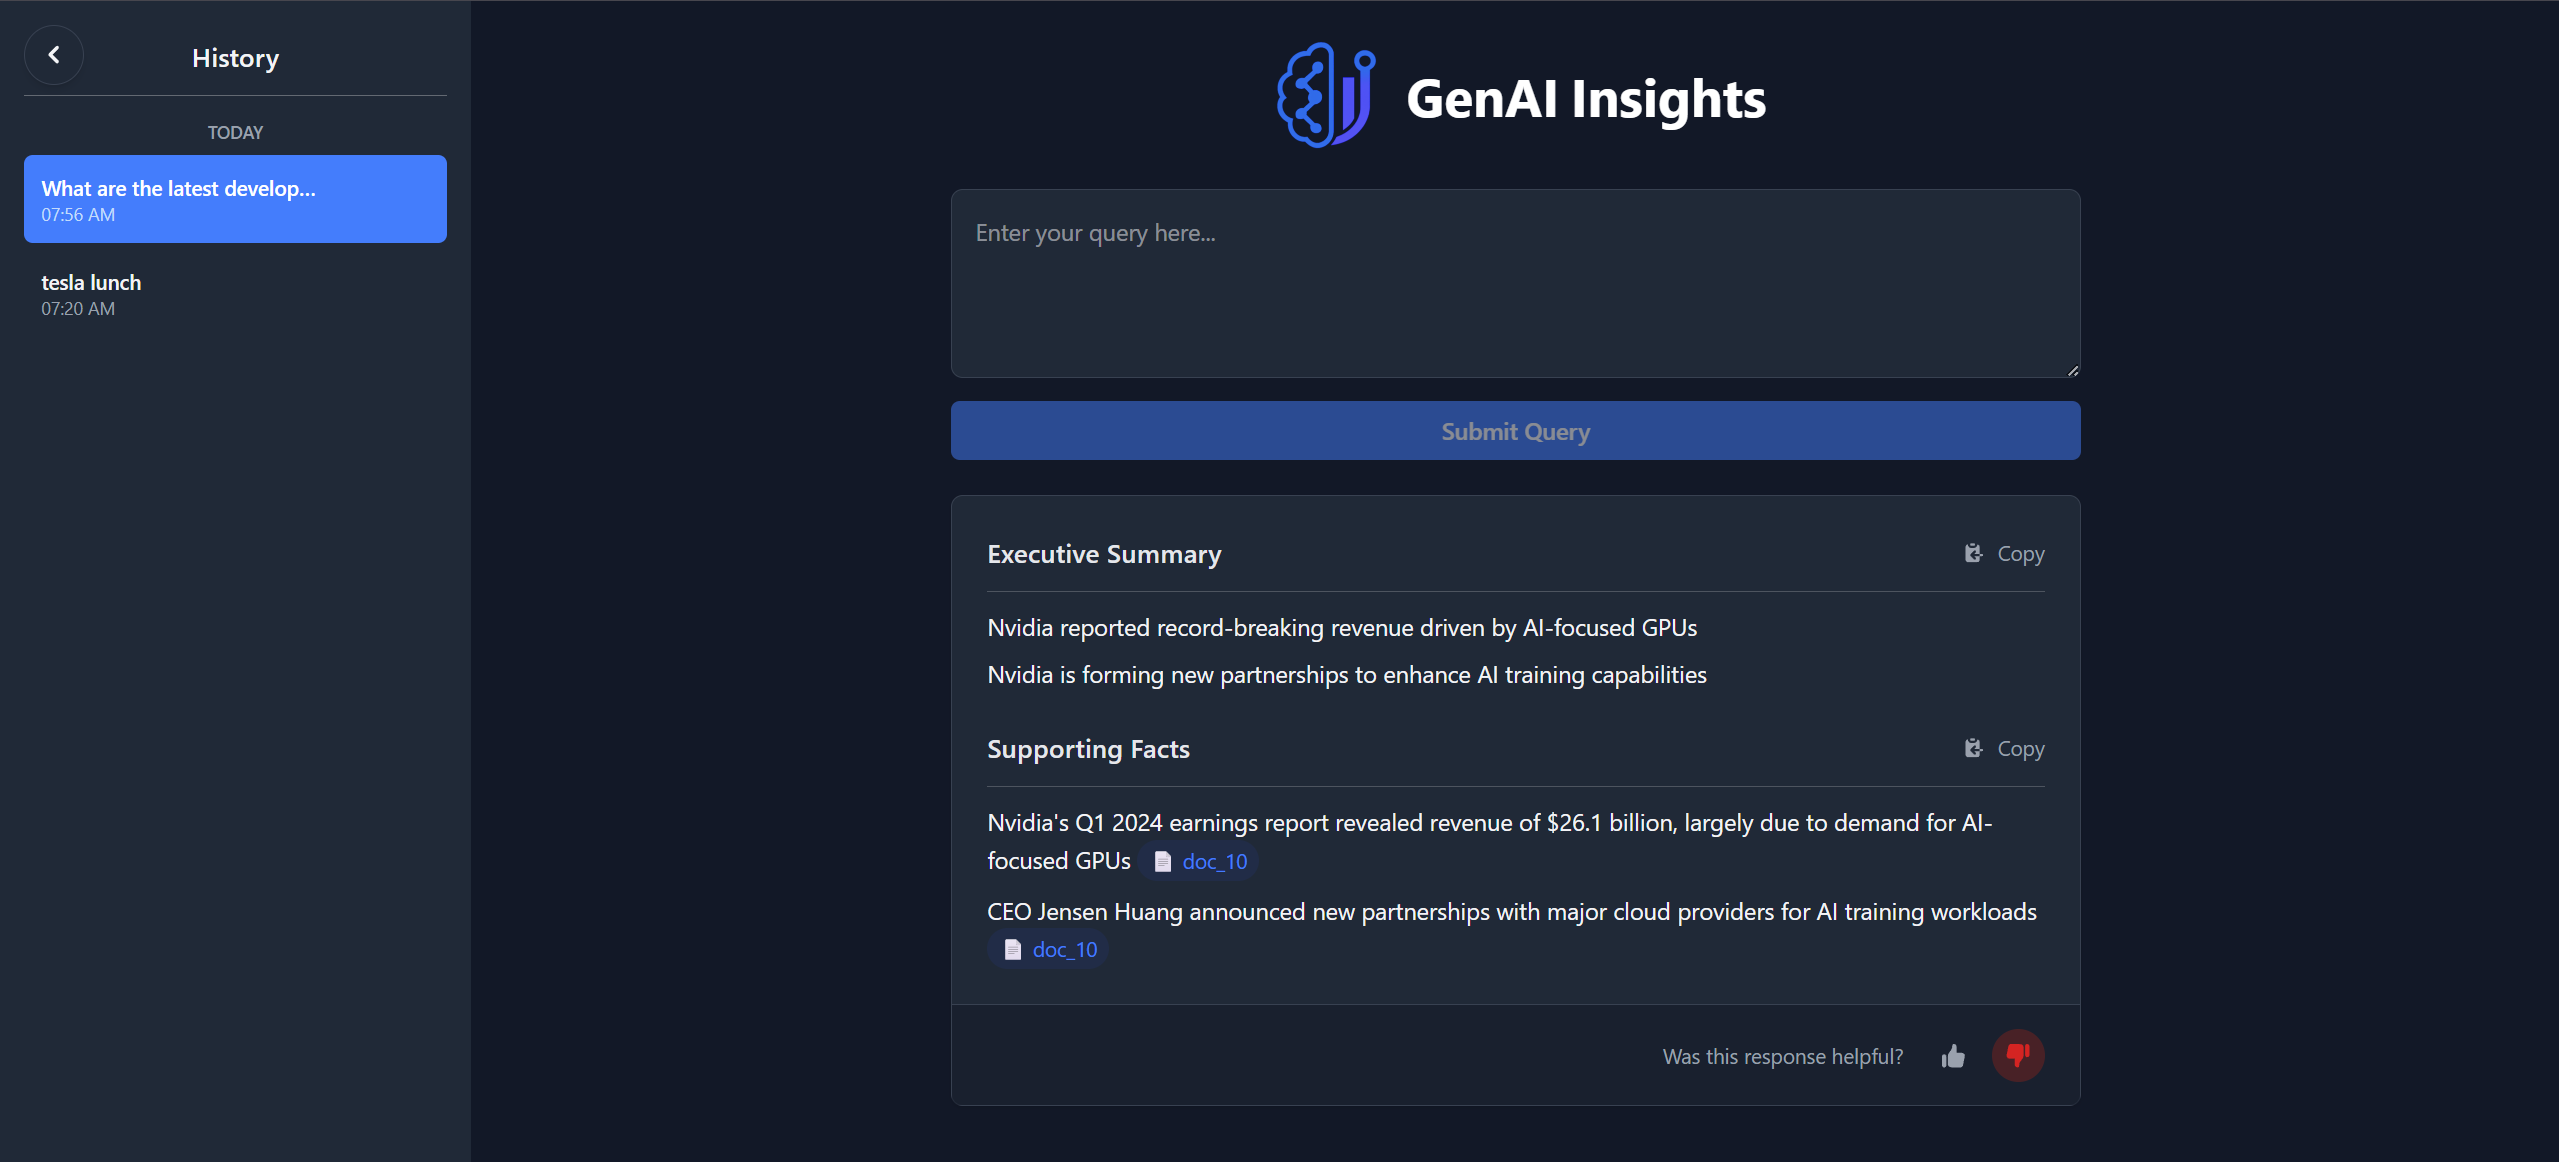 History
TODAY
What are the latest develop...
07:56 AM
tesla lunch
07:20 AM
GenAI Insights
Enter your query here...
Submit Query
Executive Summary
Copy
Nvidia reported record-breaking revenue driven by AI-focused GPUs
Nvidia is forming new partnerships to enhance AI training capabilities
Supporting Facts
Copy
Nvidia's Q1 2024 earnings report revealed revenue of $26.1 billion, largely due to demand for AI-
focused GPUs doc_10
CEO Jensen Huang announced new partnerships with major cloud providers for AI training workloads
doc_10
Was this response helpful?